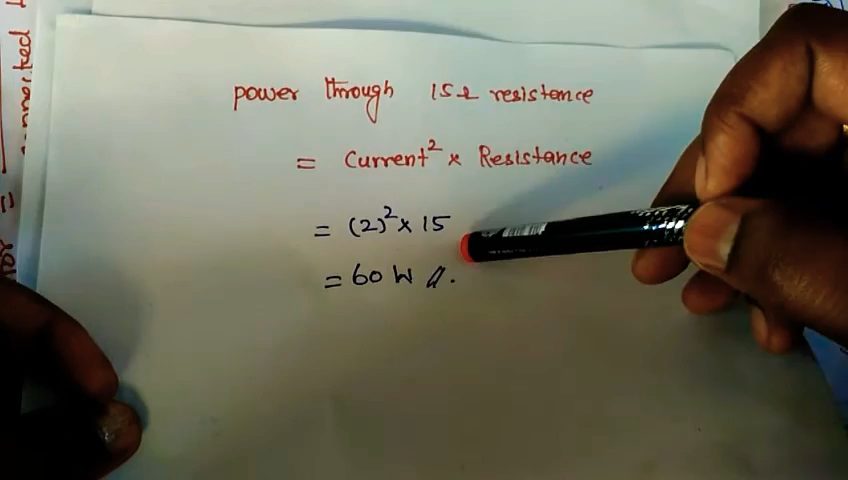 power through 15Ω resistance
= Current² × Resistance
= (2)² × 15
= 60 W //.